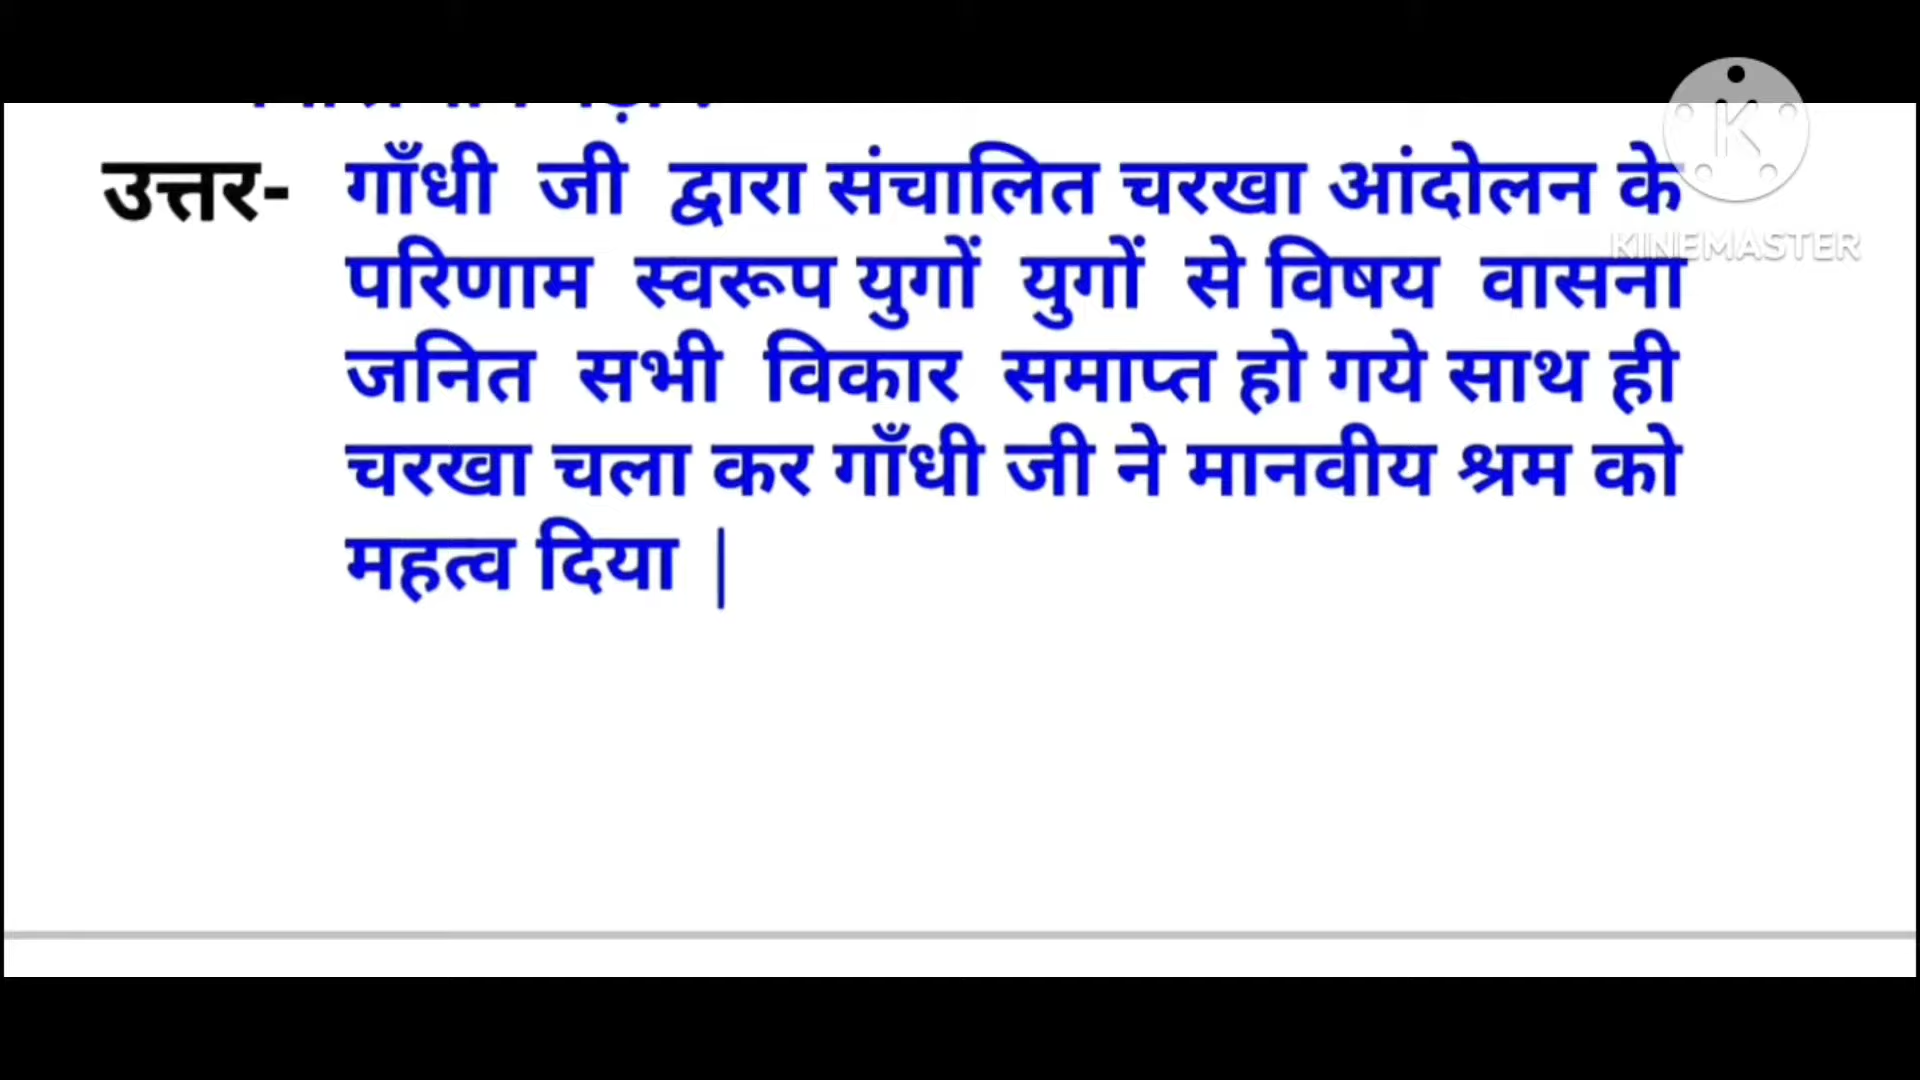 उत्तर- गाँधी जी द्वारा संचालित चरखा आंदोलन के
परिणाम स्वरूप युगों युगों से विषय वासना
जनित सभी विकार समाप्त हो गये साथ ही
चरखा चला कर गाँधी जी ने मानवीय श्रम को
महत्व दिया |
K
KINEMASTER